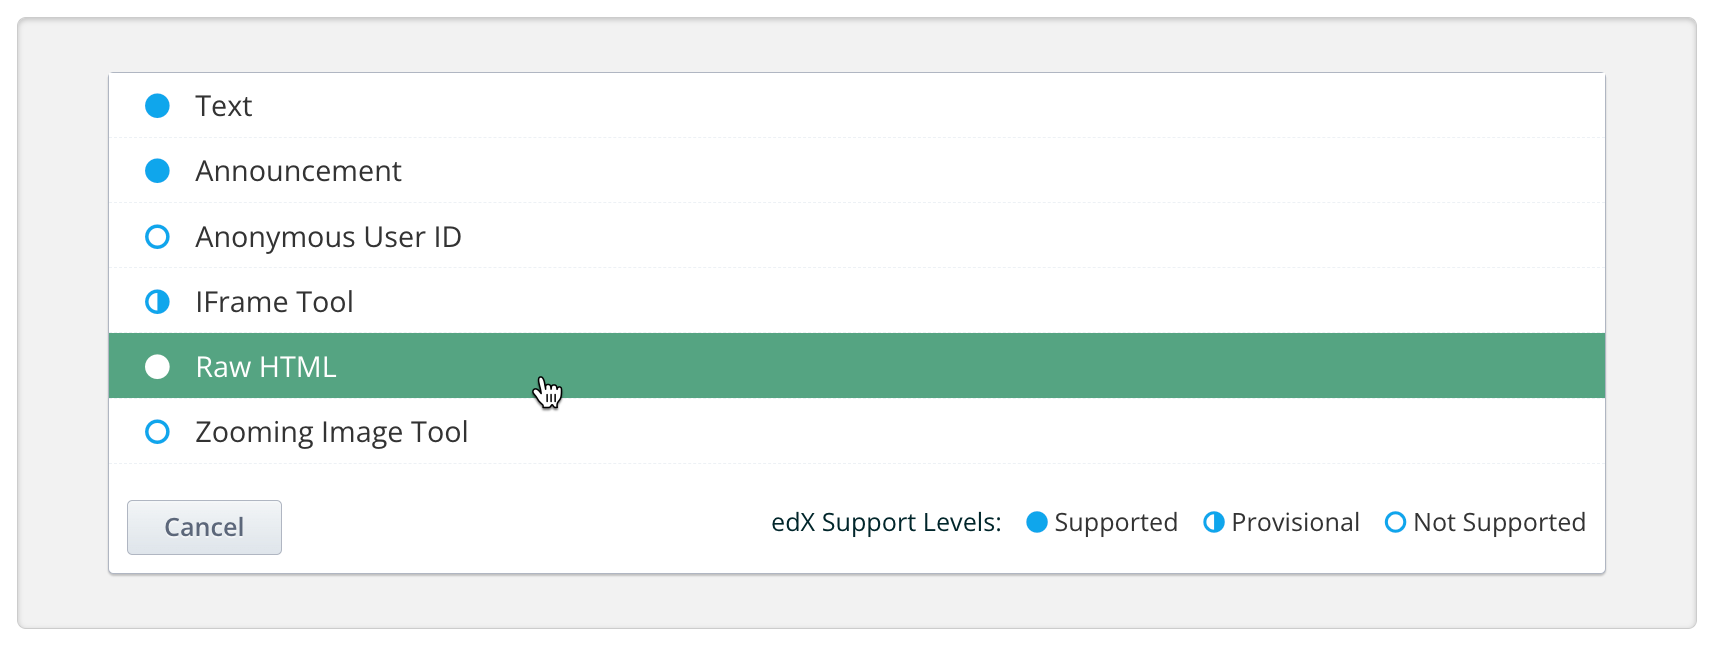 Text
Announcement
Anonymous User ID
IFrame Tool
Raw HTML
Zooming Image Tool
Cancel
edX Support Levels: Supported Provisional Not Supported